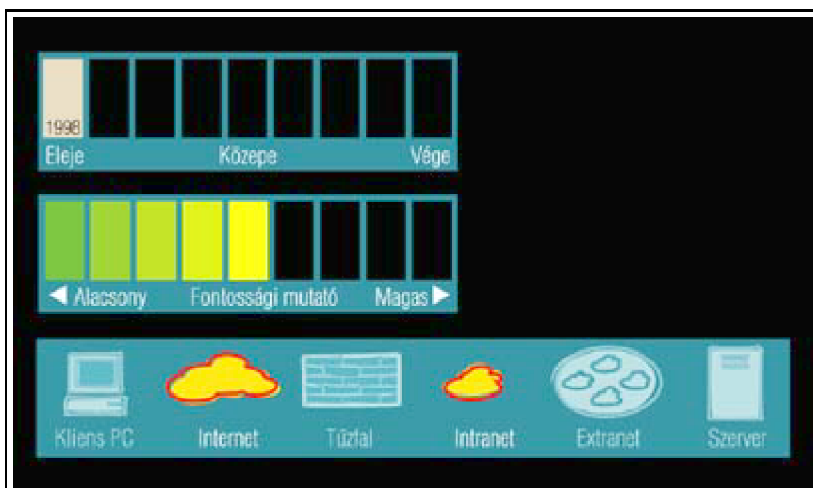 1998
Eleje Közepe Vége
Alacsony Fontossági mutató Magas
Kliens PC Internet Tűzfal Intranet Extranet Szerver